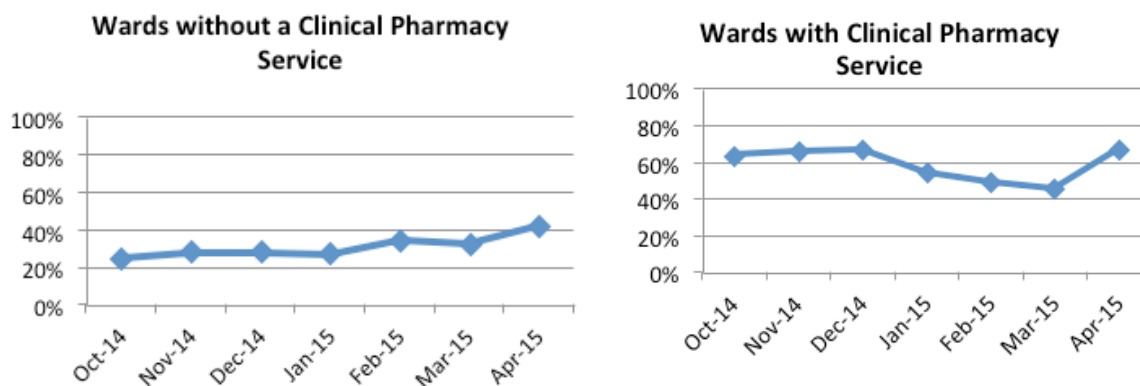 Wards without a Clinical Pharmacy
Service
100%
80%
60%
40%
20%
0%
Oct-14
Nov-14
Dec-14
Jan-15
Feb-15
Mar-15
Apr-15
Wards with Clinical Pharmacy
Service
100%
80%
60%
40%
20%
0%
Oct-14
Nov-14
Dec-14
Jan-15
Feb-15
Mar-15
Apr-15